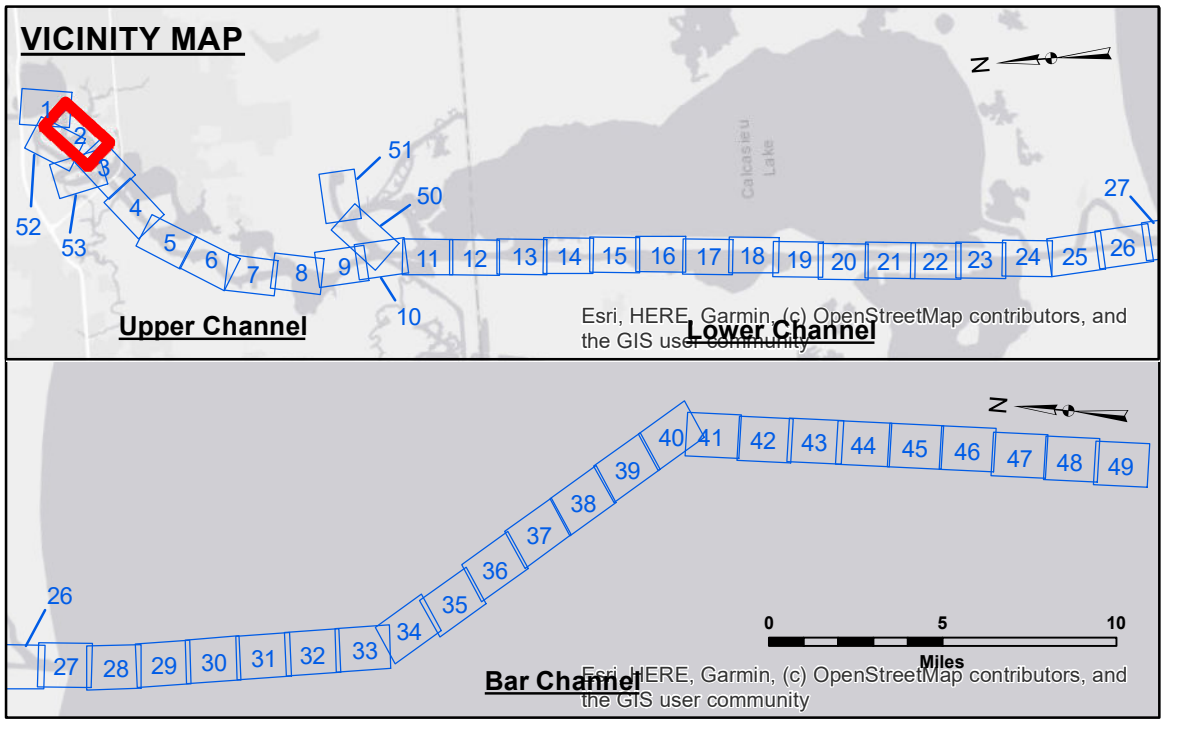 VICINITY MAP
N
1
2
3
52
53
4
5
6
7
8
9
10
51
50
11 12 13 14 15 16 17 18 19 20 21 22 23 24 25 26
27
Calcasieu
Lake
Upper Channel
Lower Channel
Esri, HERE, Garmin, (c) OpenStreetMap contributors, and
the GIS user community
N
26
27 28 29 30 31 32 33 34 35 36 37 38 39 40 41 42 43 44 45 46 47 48 49
0 5 10
Miles
Bar Channel
Esri, HERE, Garmin, (c) OpenStreetMap contributors, and
the GIS user community